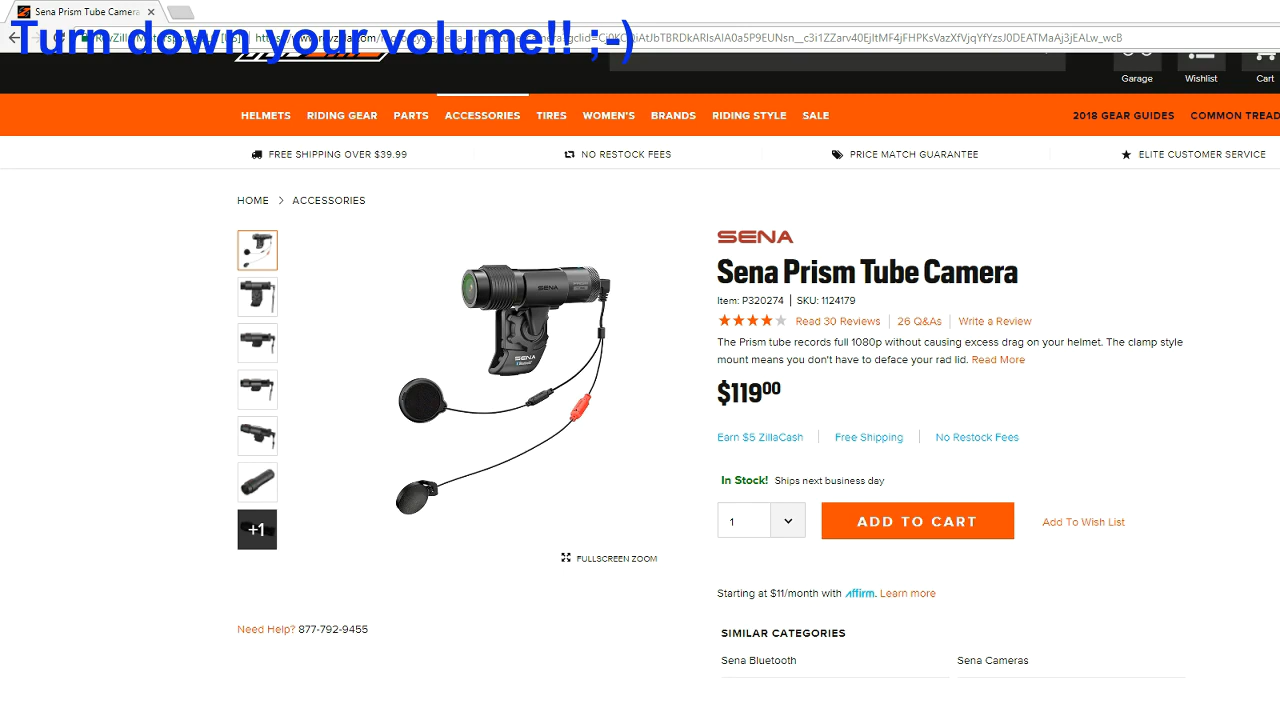 Sena Prism Tube Camera
Turn down your volume!! ;-)
Garage
Wishlist
Cart
HELMETS RIDING GEAR PARTS ACCESSORIES TIRES WOMEN'S BRANDS RIDING STYLE SALE 2018 GEAR GUIDES COMMON TREAD
FREE SHIPPING OVER $39.99 NO RESTOCK FEES PRICE MATCH GUARANTEE ELITE CUSTOMER SERVICE
HOME > ACCESSORIES
SENA
Sena Prism Tube Camera
Item: P320274 | SKU: 1124179
Read 30 Reviews | 26 Q&As | Write a Review
The Prism tube records full 1080p without causing excess drag on your helmet. The clamp style
mount means you don't have to deface your rad lid. Read More
$119.00
Earn $5 ZillaCash | Free Shipping | No Restock Fees
In Stock! Ships next business day
1
ADD TO CART
Add To Wish List
SENA
SENA
Bluetooth
+1
FULLSCREEN ZOOM
Starting at $11/month with affirm. Learn more
Need Help? 877-792-9455
SIMILAR CATEGORIES
Sena Bluetooth
Sena Cameras